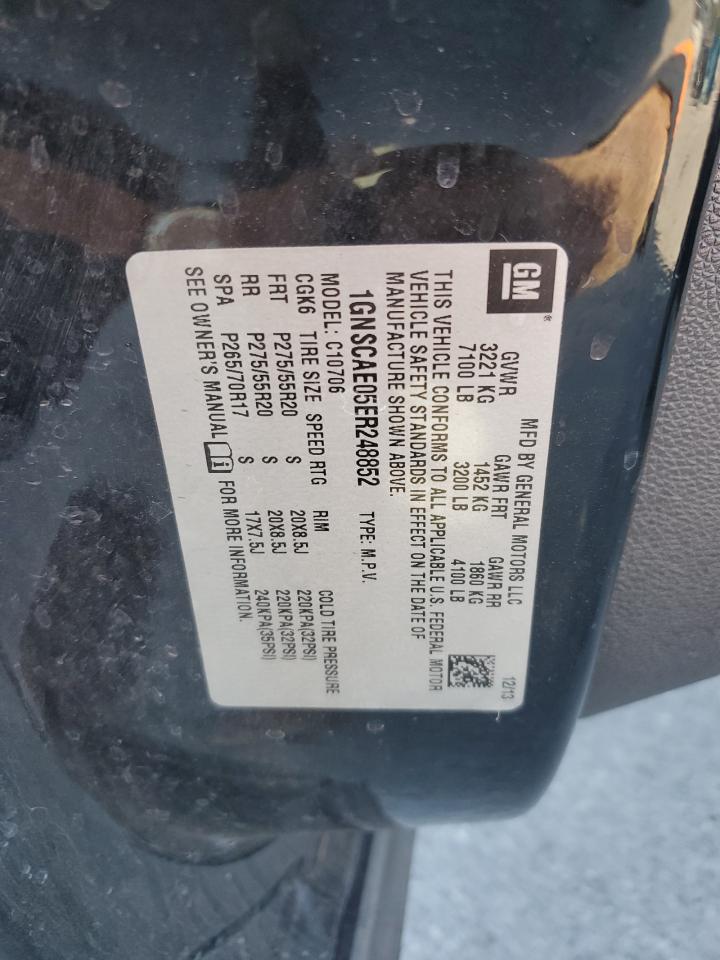 GM ®
MFD BY GENERAL MOTORS LLC 12/13
GVWR GAWR FRT GAWR RR
3221 KG 1452 KG 1860 KG
7100 LB 3200 LB 4100 LB
THIS VEHICLE CONFORMS TO ALL APPLICABLE U.S. FEDERAL MOTOR
VEHICLE SAFETY STANDARDS IN EFFECT ON THE DATE OF
MANUFACTURE SHOWN ABOVE.
1GNSCAE05ER248852 TYPE: M.P.V.
MODEL: C10706
CGK6 TIRE SIZE SPEED RTG RIM COLD TIRE PRESSURE
FRT P275/55R20 S 20X8.5J 220KPA(32PSI)
RR P275/55R20 S 20X8.5J 220KPA(32PSI)
SPA P265/70R17 17X7.5J 240KPA(35PSI)
SEE OWNER'S MANUAL FOR MORE INFORMATION.